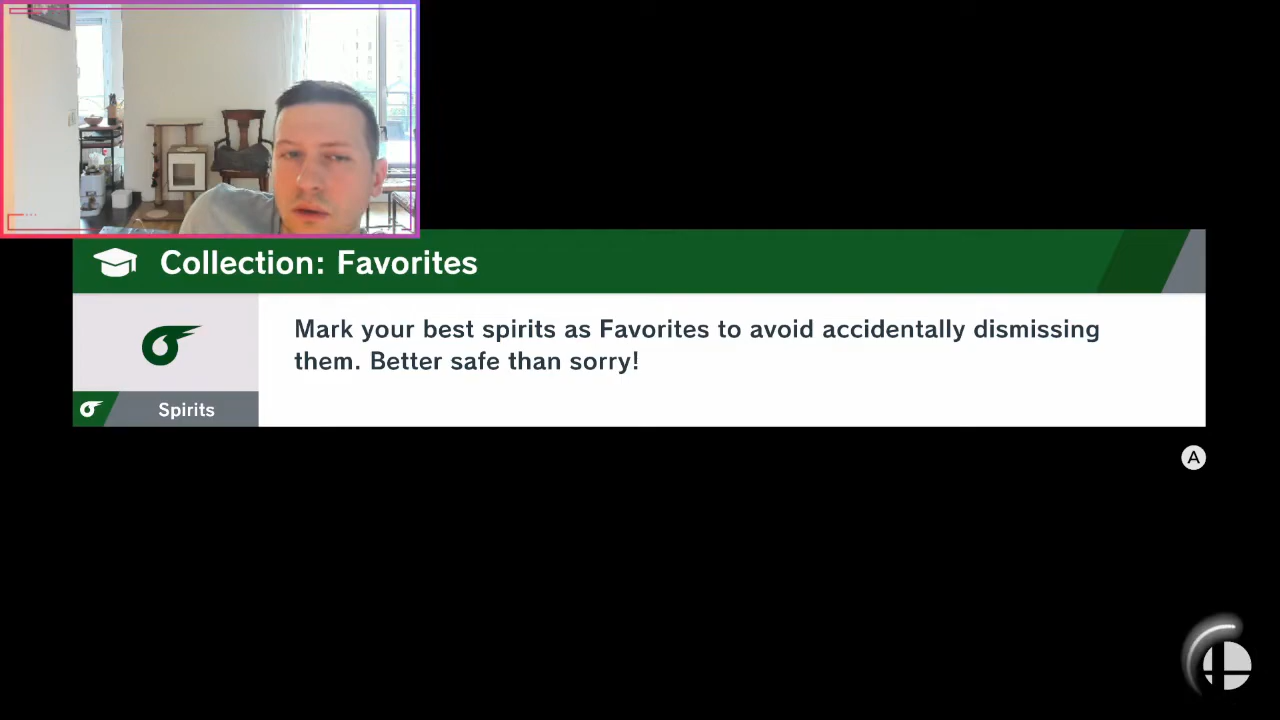 Collection: Favorites
Mark your best spirits as Favorites to avoid accidentally dismissing
them. Better safe than sorry!
Spirits
A